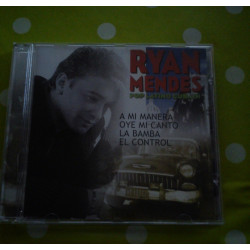 RYAN
MENDES
A MI MANERA
OYE MI CANTO
LA BAMBA
EL CONTROL